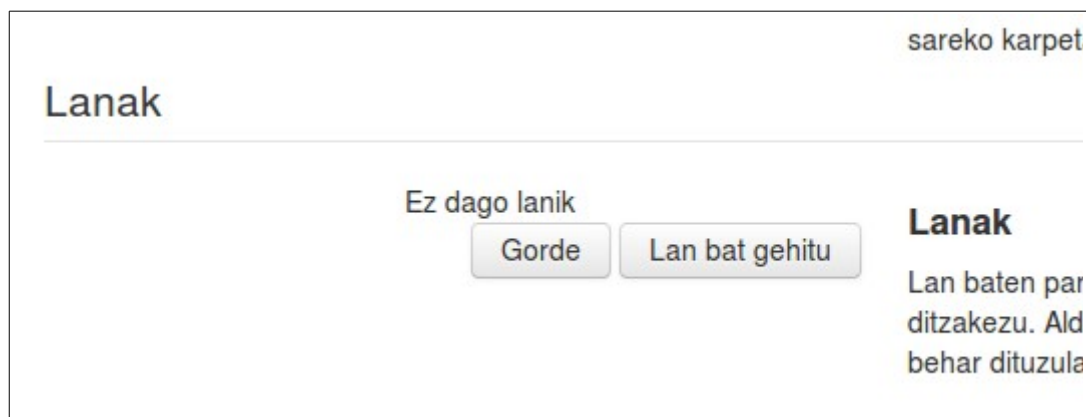 sareko
Lanak
Ez dago lanik
Gorde
Lan bat gehitu
Lanak
Lan baten
ditzakezu.
behar